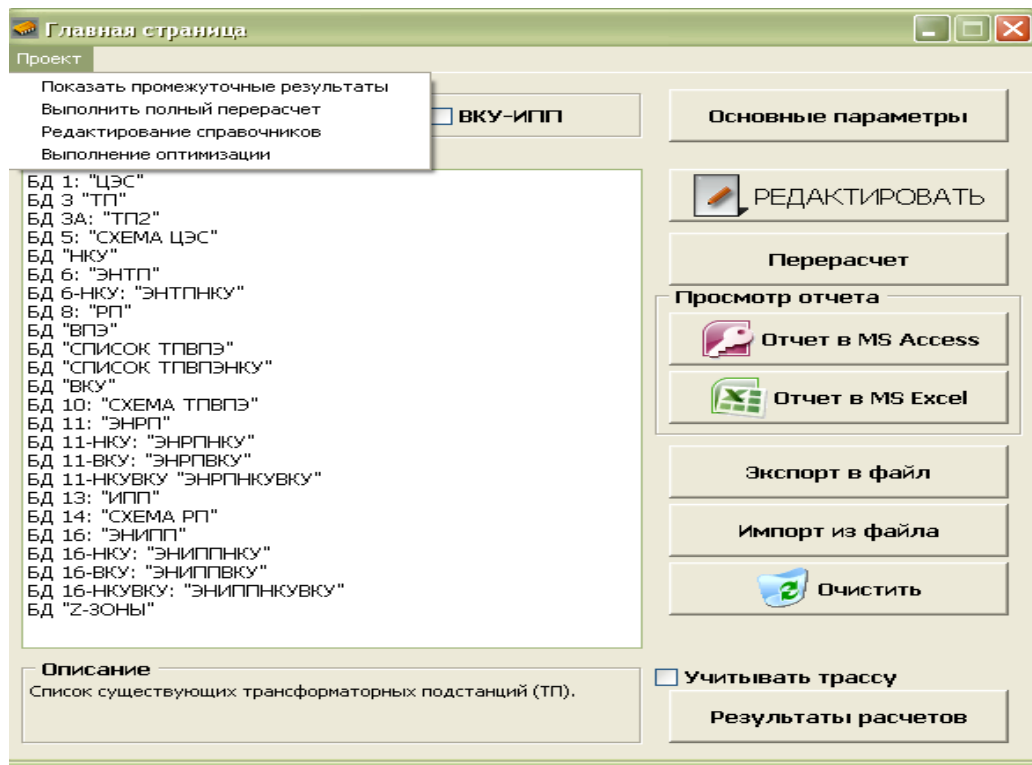 Главная страница
Проект
Показать промежуточные результаты
Выполнить полный перерасчет
Редактирование справочников
Выполнение оптимизации
ВКУ-ИПП
БД 1: "ЦЭС"
БД 3 "ТП"
БД 3А: "ТП2"
БД 5: "СХЕМА ЦЭС"
БД "НКУ"
БД 6: "ЭНТП"
БД 6-НКУ: "ЭНТПНКУ"
БД 8: "РП"
БД "ВПЭ"
БД "СПИСОК ТПВПЭ"
БД "СПИСОК ТПВПЭНКУ"
БД "ВКУ"
БД 10: "СХЕМА ТПВПЭ"
БД 11: "ЭНРП"
БД 11-НКУ: "ЭНРПНКУ"
БД 11-ВКУ: "ЭНРПВКУ"
БД 11-НКУВКУ "ЭНРПНКУВКУ"
БД 13: "ИПП"
БД 14: "СХЕМА РП"
БД 16: "ЭНИПП"
БД 16-НКУ: "ЭНИППНКУ"
БД 16-ВКУ: "ЭНИППВКУ"
БД 16-НКУВКУ: "ЭНИППНКУВКУ"
БД "Z-ЗОНЫ"
Описание
Список существующих трансформаторных подстанций (ТП).
Основные параметры
РЕДАКТИРОВАТЬ
Перерасчет
Просмотр отчета
Отчет в MS Access
Отчет в MS Excel
Экспорт в файл
Импорт из файла
Очистить
Учитывать трассу
Результаты расчетов